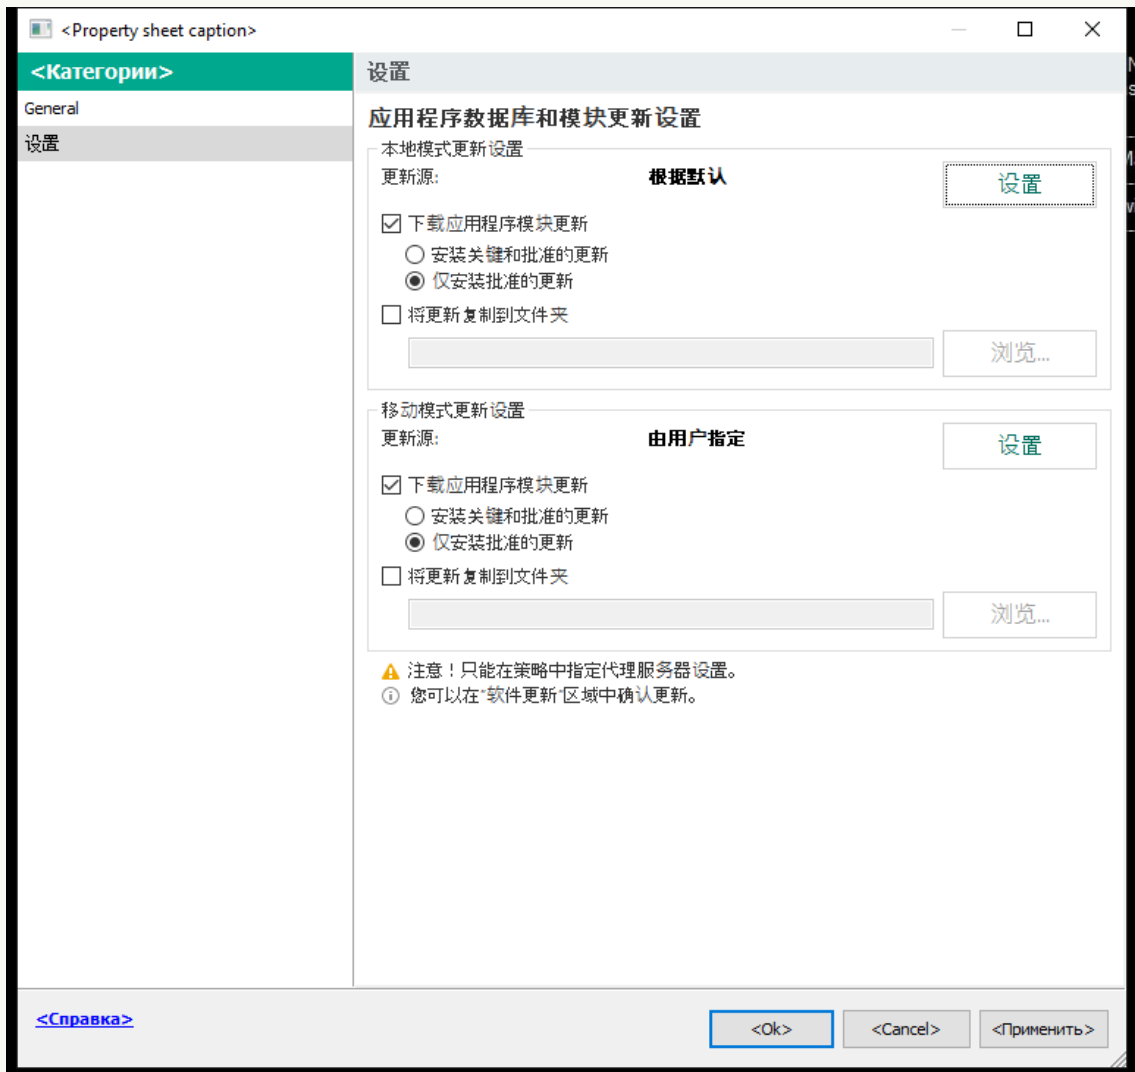 <Property sheet caption>
<Категории>
General
设置
设置
应用程序数据库和模块更新设置
本地模式更新设置
更新源: 根据默认 设置
下载应用程序模块更新
安装关键和批准的更新
仅安装批准的更新
将更新复制到文件夹
浏览...
移动模式更新设置
更新源: 由用户指定 设置
下载应用程序模块更新
安装关键和批准的更新
仅安装批准的更新
将更新复制到文件夹
浏览...
注意！只能在策略中指定代理服务器设置。
您可以在"软件更新"区域中确认更新。
<Справка>
<Ok> <Cancel> <Применить>